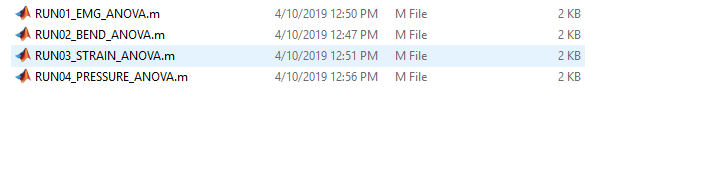 RUN01_EMG_ANOVA.m 4/10/2019 12:50 PM M File 2 KB
RUN02_BEND_ANOVA.m 4/10/2019 12:47 PM M File 2 KB
RUN03_STRAIN_ANOVA.m 4/10/2019 12:51 PM M File 2 KB
RUN04_PRESSURE_ANOVA.m 4/10/2019 12:56 PM M File 2 KB